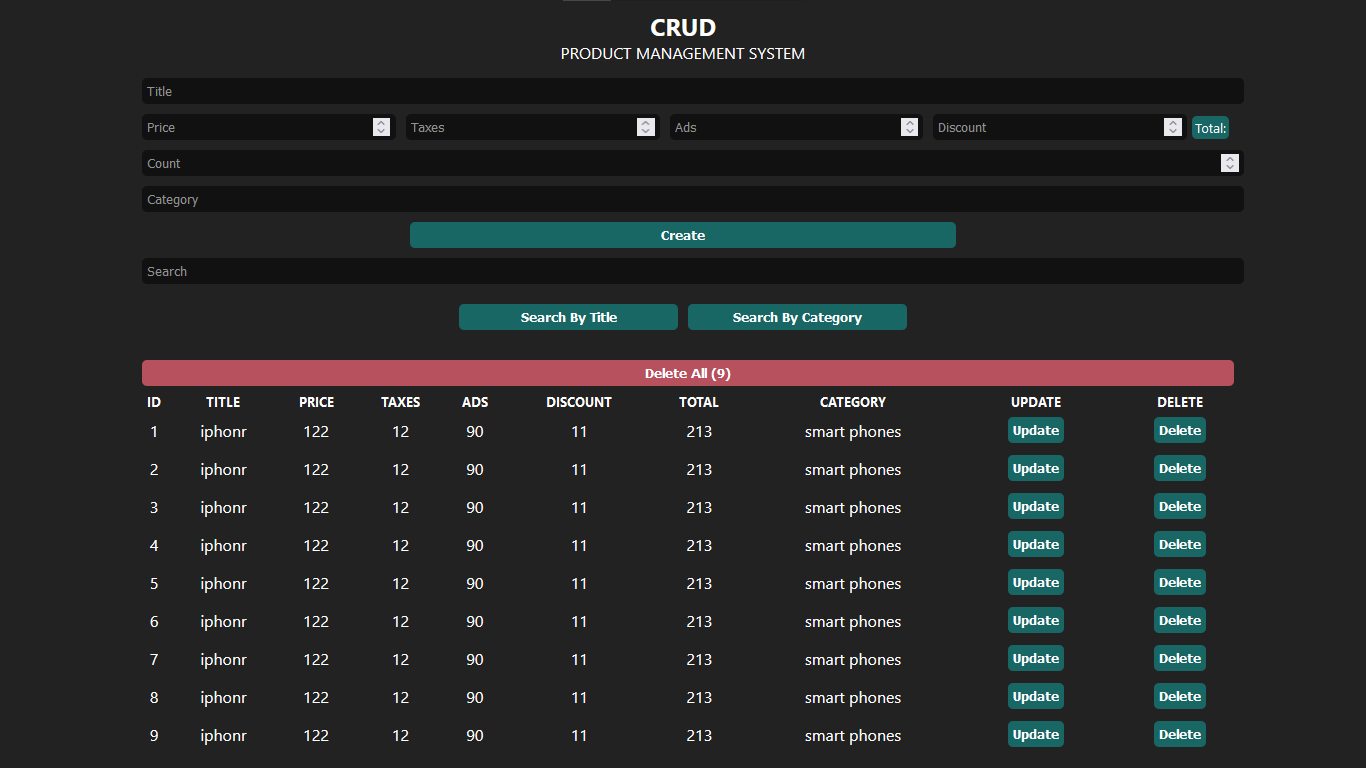 CRUD
PRODUCT MANAGEMENT SYSTEM
Title
Price Taxes Ads Discount Total:
Count
Category
Create
Search
Search By Title Search By Category
Delete All (9)
ID TITLE PRICE TAXES ADS DISCOUNT TOTAL CATEGORY UPDATE DELETE
1 iphonr 122 12 90 11 213 smart phones Update Delete
2 iphonr 122 12 90 11 213 smart phones Update Delete
3 iphonr 122 12 90 11 213 smart phones Update Delete
4 iphonr 122 12 90 11 213 smart phones Update Delete
5 iphonr 122 12 90 11 213 smart phones Update Delete
6 iphonr 122 12 90 11 213 smart phones Update Delete
7 iphonr 122 12 90 11 213 smart phones Update Delete
8 iphonr 122 12 90 11 213 smart phones Update Delete
9 iphonr 122 12 90 11 213 smart phones Update Delete